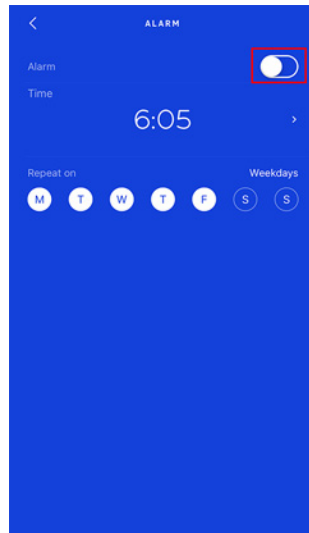 ALARM
Alarm
Time
6:05
Repeat on Weekdays
M T W T F S S